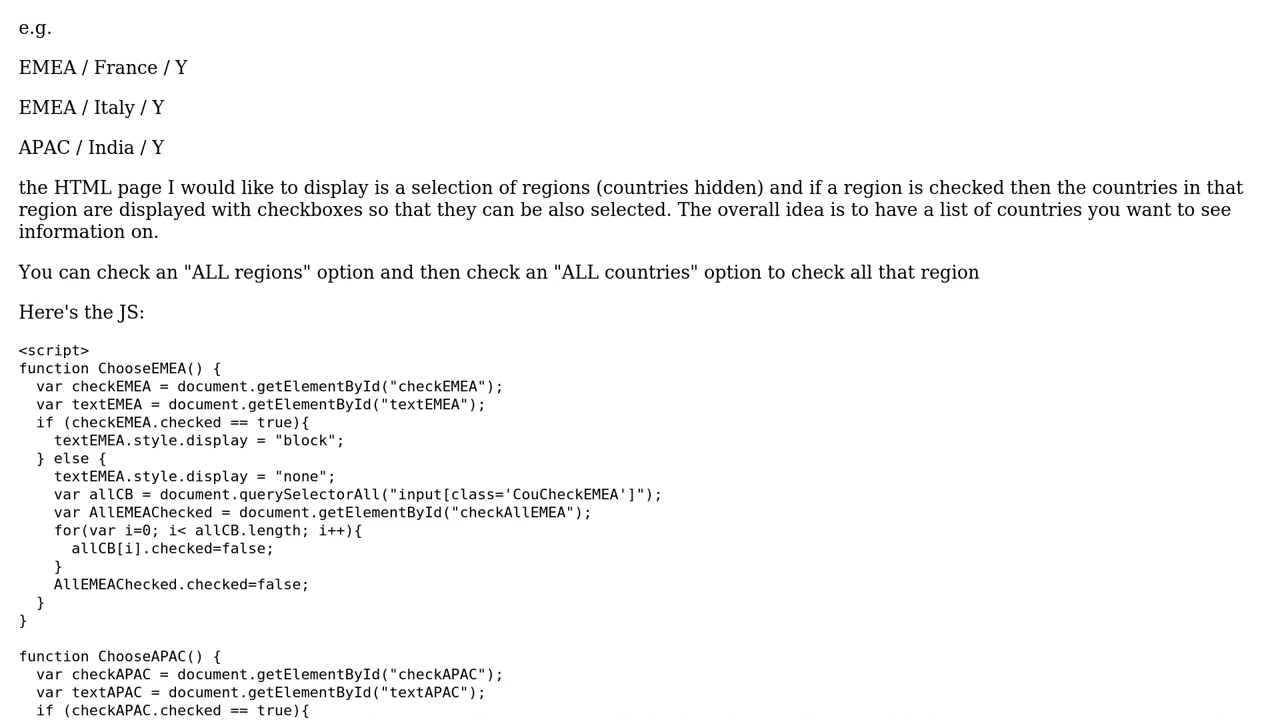 e.g.
EMEA / France / Y
EMEA / Italy / Y
APAC / India / Y
the HTML page I would like to display is a selection of regions (countries hidden) and if a region is checked then the countries in that
region are displayed with checkboxes so that they can be also selected. The overall idea is to have a list of countries you want to see
information on.
You can check an "ALL regions" option and then check an "ALL countries" option to check all that region
Here's the JS:
<script>
function ChooseEMEA() {
  var checkEMEA = document.getElementById("checkEMEA");
  var textEMEA = document.getElementById("textEMEA");
  if (checkEMEA.checked == true){
    textEMEA.style.display = "block";
  } else {
    textEMEA.style.display = "none";
    var allCB = document.querySelectorAll("input[class='CouCheckEMEA']");
    var AllEMEAChecked = document.getElementById("checkAllEMEA");
    for(var i=0; i< allCB.length; i++){
      allCB[i].checked=false;
    }
    AllEMEAChecked.checked=false;
  }
}
function ChooseAPAC() {
  var checkAPAC = document.getElementById("checkAPAC");
  var textAPAC = document.getElementById("textAPAC");
  if (checkAPAC.checked == true){